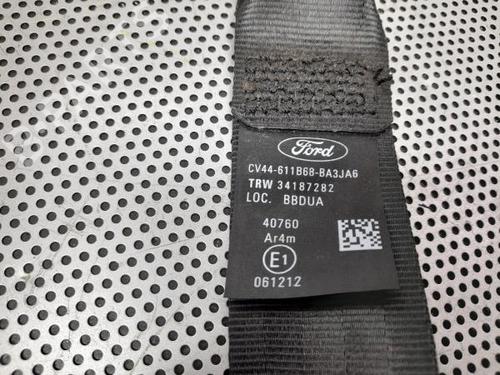 Ford
CV44-611B68-BA3JA6
TRW 34187282
LOC. BBDUA
40760
Ar4m
E1
061212